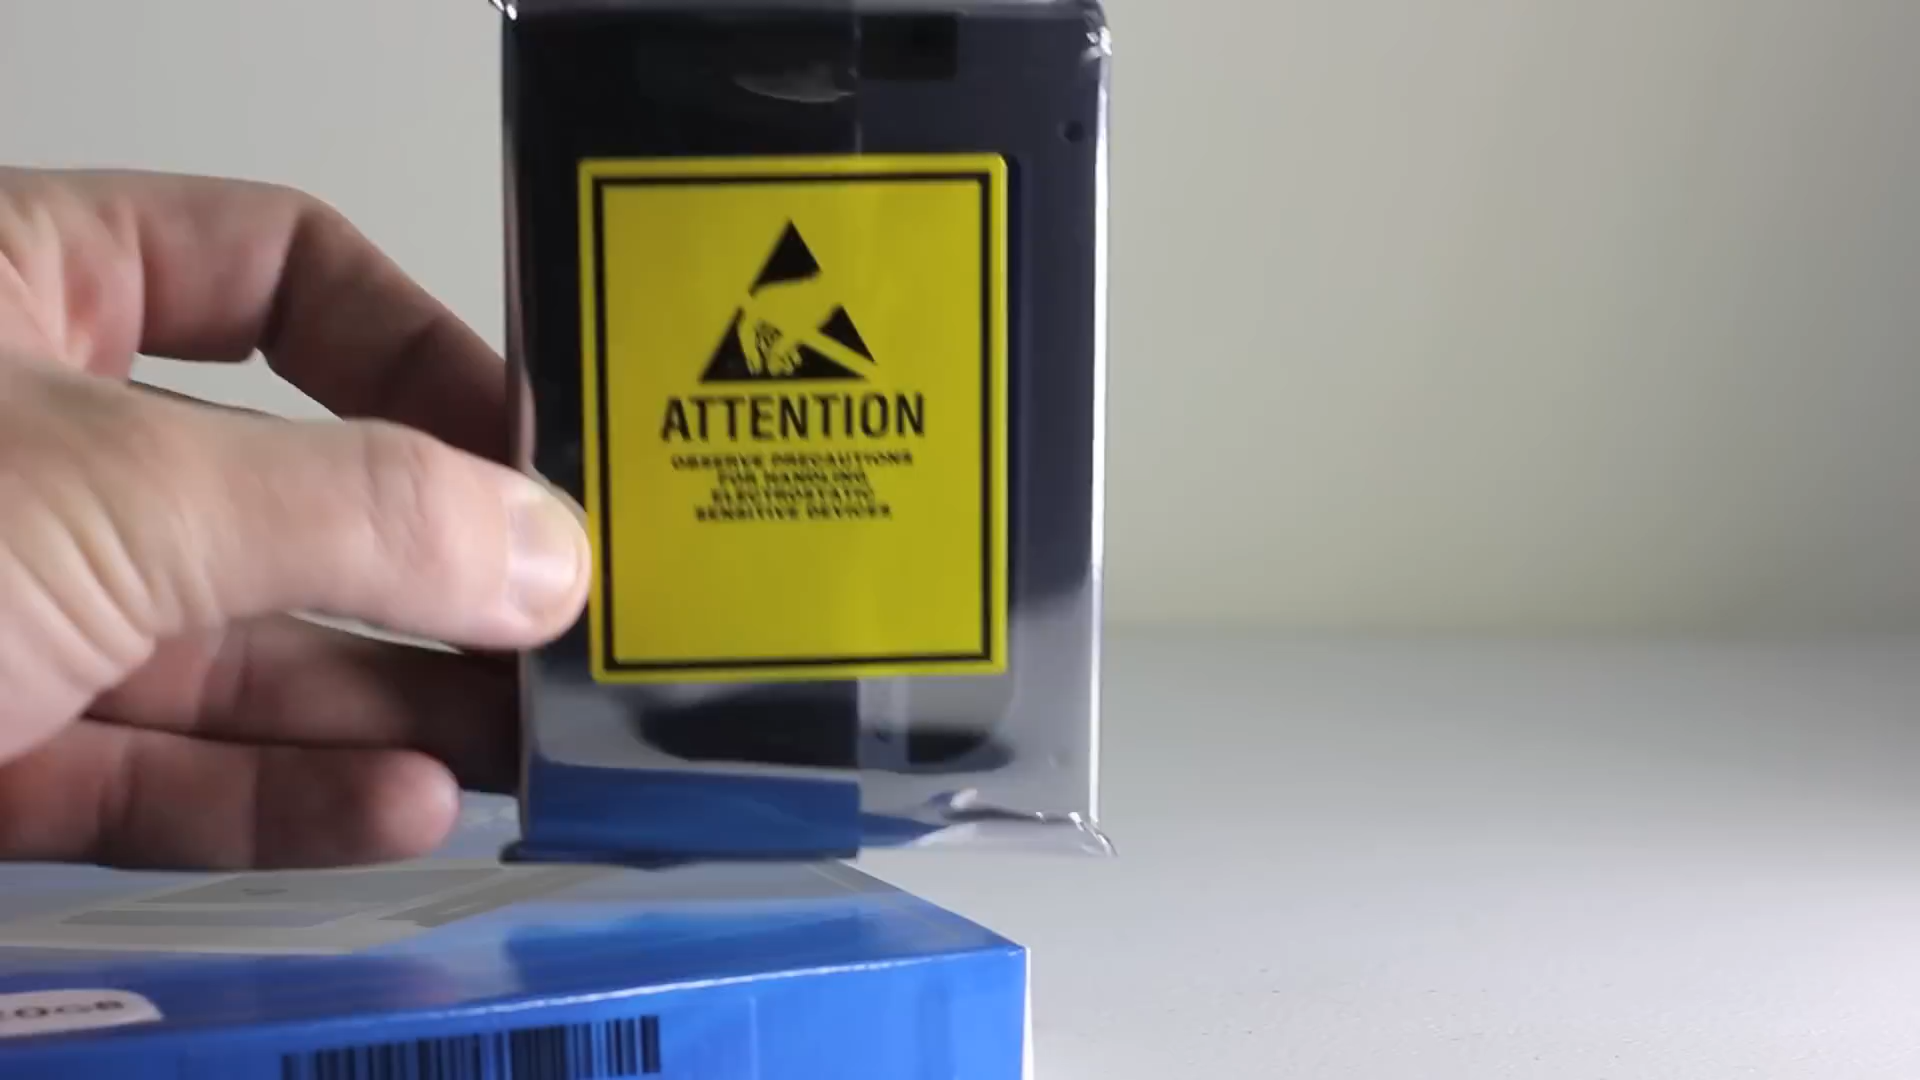 ATTENTION
OBSERVE PRECAUTIONS
FOR HANDLING
ELECTROSTATIC
SENSITIVE DEVICES